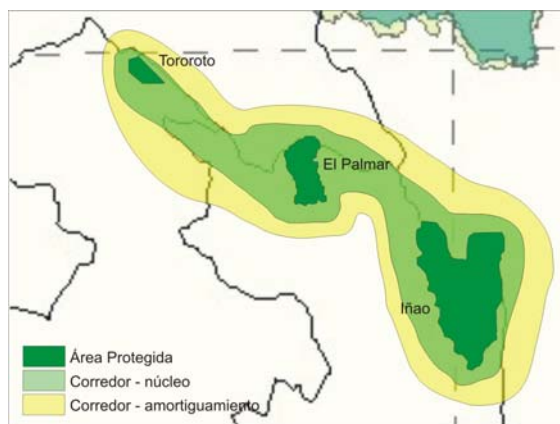 Tororoto
El Palmar
Iñao
Área Protegida
Corredor - núcleo
Corredor - amortiguamiento